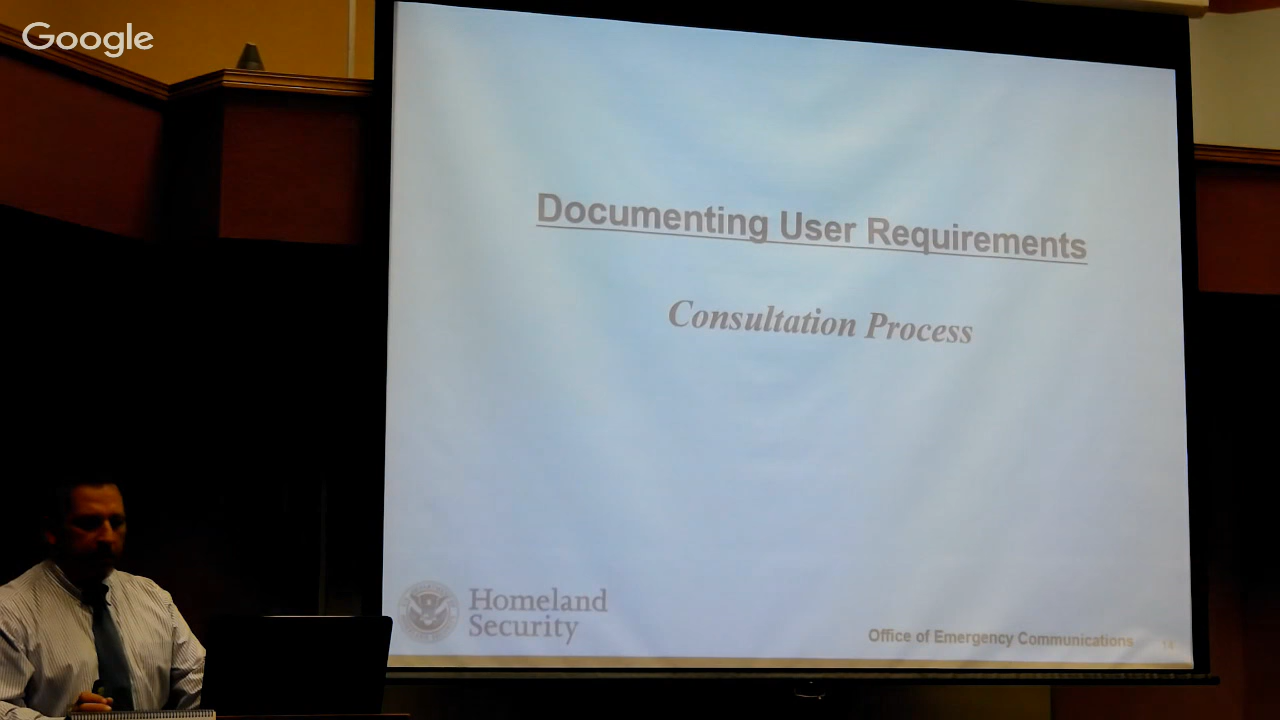 Google
Documenting User Requirements
Consultation Process
Homeland
Security
Office of Emergency Communications